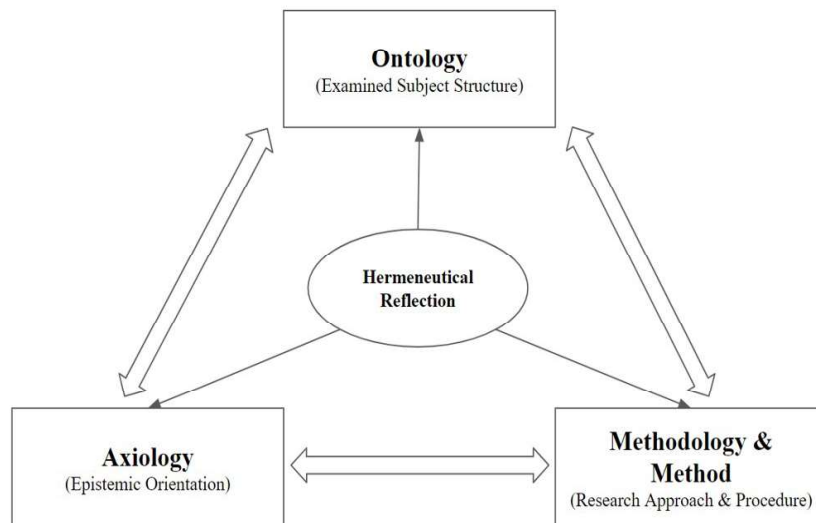 Ontology
(Examined Subject Structure)
Hermeneutical
Reflection
Axiology
(Epistemic Orientation)
Methodology &
Method
(Research Approach & Procedure)